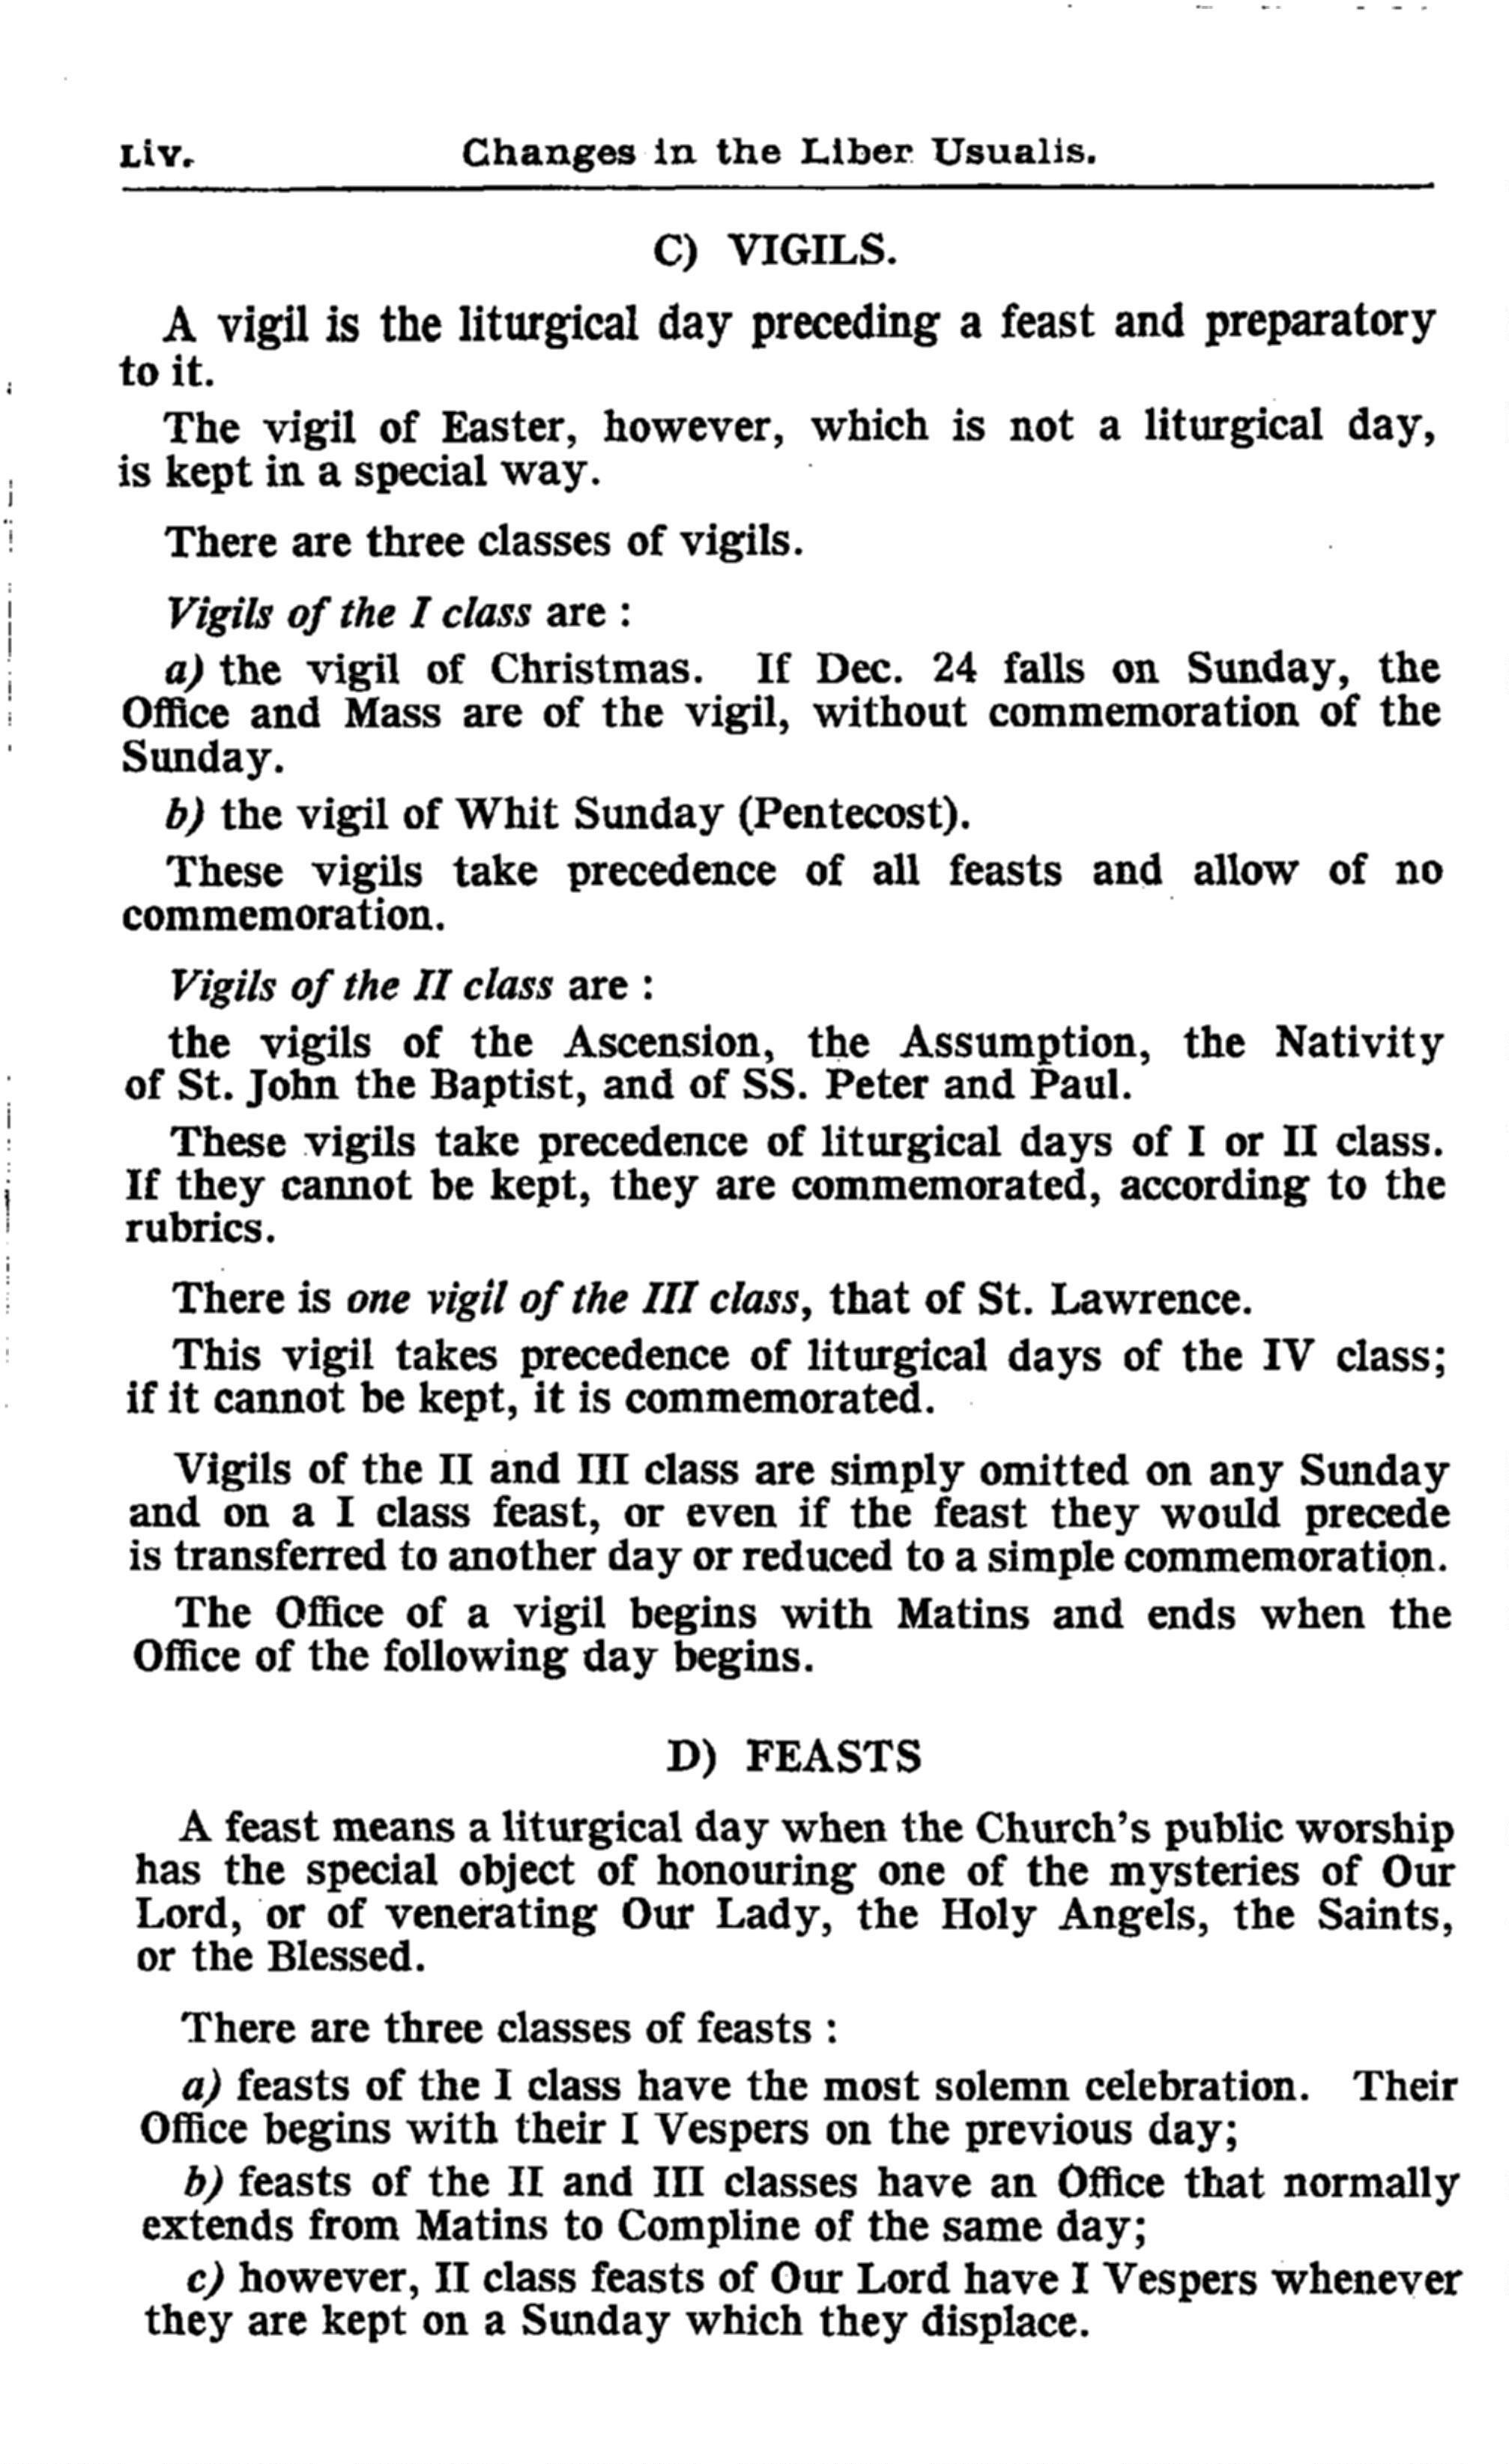 Liv. Changes in the Liber Usualis.
C) VIGILS.
A vigil is the liturgical day preceding a feast and preparatory
to it.
The vigil of Easter, however, which is not a liturgical day,
is kept in a special way.
There are three classes of vigils.
Vigils of the I class are :
a) the vigil of Christmas. If Dec. 24 falls on Sunday, the
Office and Mass are of the vigil, without commemoration of the
Sunday.
b) the vigil of Whit Sunday (Pentecost).
These vigils take precedence of all feasts and allow of no
commemoration.
Vigils of the II class are :
the vigils of the Ascension, the Assumption, the Nativity
of St. John the Baptist, and of SS. Peter and Paul.
These vigils take precedence of liturgical days of I or II class.
If they cannot be kept, they are commemorated, according to the
rubrics.
There is one vigil of the III class, that of St. Lawrence.
This vigil takes precedence of liturgical days of the IV class;
if it cannot be kept, it is commemorated.
Vigils of the II and III class are simply omitted on any Sunday
and on a I class feast, or even if the feast they would precede
is transferred to another day or reduced to a simple commemoration.
The Office of a vigil begins with Matins and ends when the
Office of the following day begins.
D) FEASTS
A feast means a liturgical day when the Church's public worship
has the special object of honouring one of the mysteries of Our
Lord, or of venerating Our Lady, the Holy Angels, the Saints,
or the Blessed.
There are three classes of feasts :
a) feasts of the I class have the most solemn celebration. Their
Office begins with their I Vespers on the previous day;
b) feasts of the II and III classes have an Office that normally
extends from Matins to Compline of the same day;
c) however, II class feasts of Our Lord have I Vespers whenever
they are kept on a Sunday which they displace.